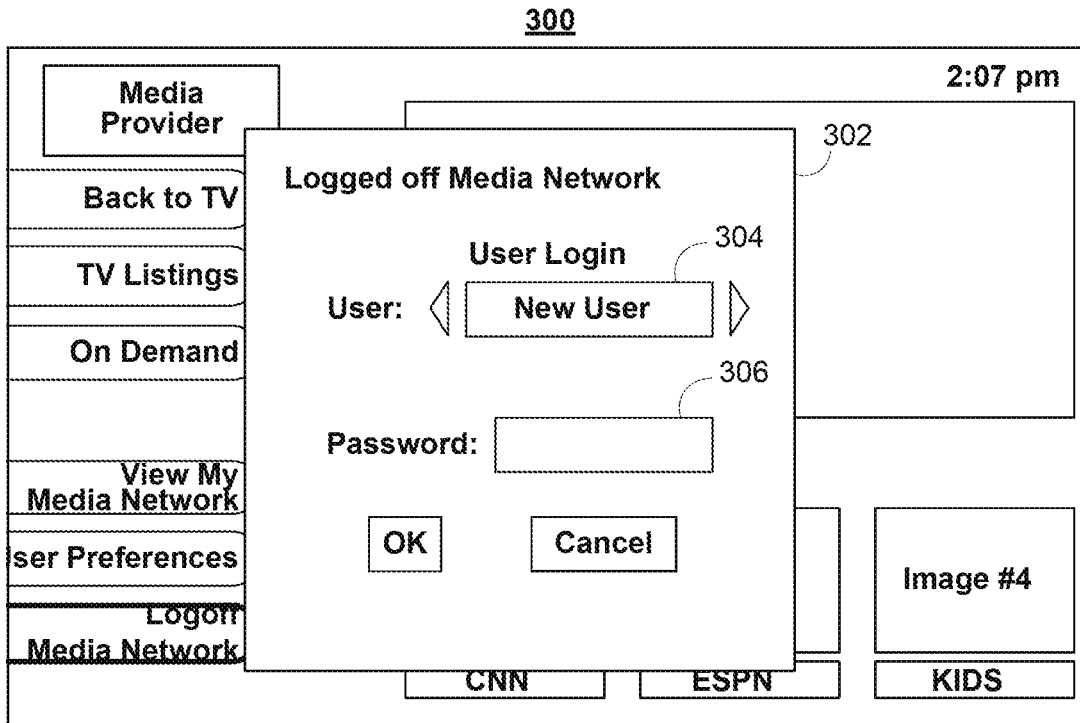 300
2:07 pm
Media
Provider
302
Logged off Media Network
Back to TV
304
User Login
TV Listings
User:
New User
On Demand
306
Password:
View My
Media Network
OK
Cancel
ser Preferences
Image #4
Logoff
Media Network
CNN
ESPN
KIDS